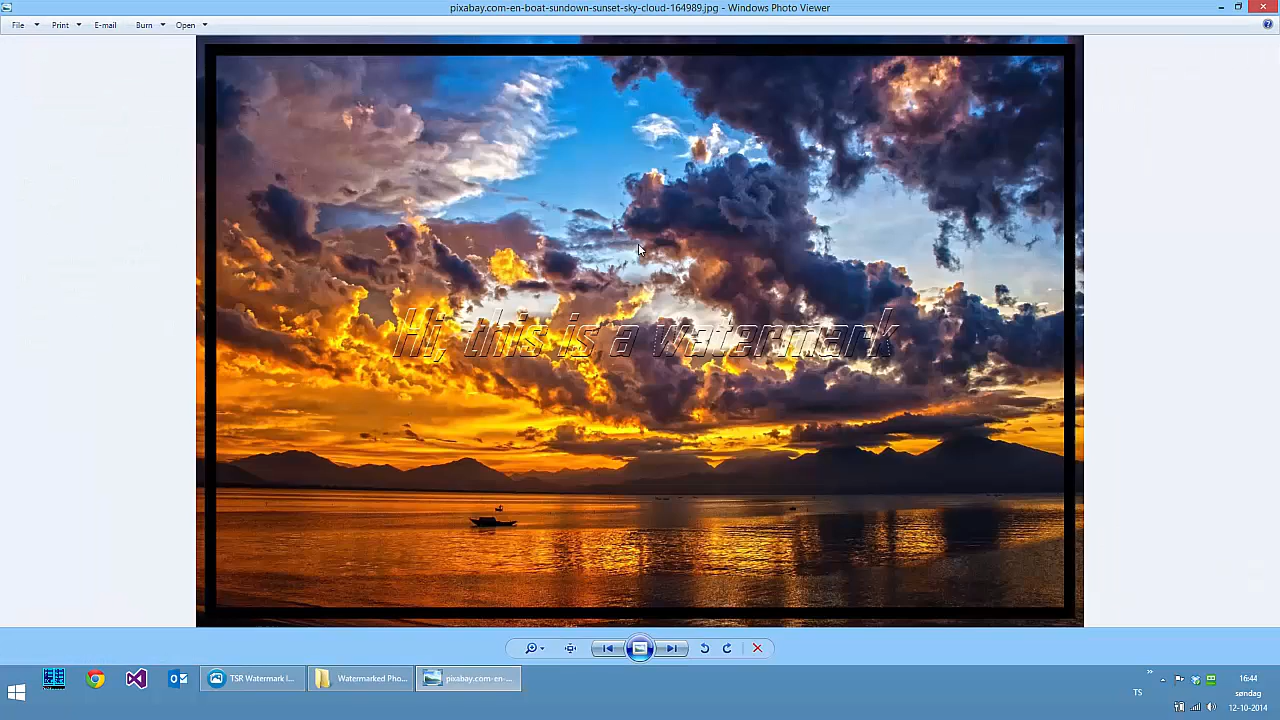 pixabay.com-en-boat-sundown-sunset-sky-cloud-164989.jpg - Windows Photo Viewer
File Print E-mail Burn Open
Hi, this is a watermark
TSR Watermark I... Watermarked Pho... pixabay.com-en-...
16:44
TS søndag
12-10-2014